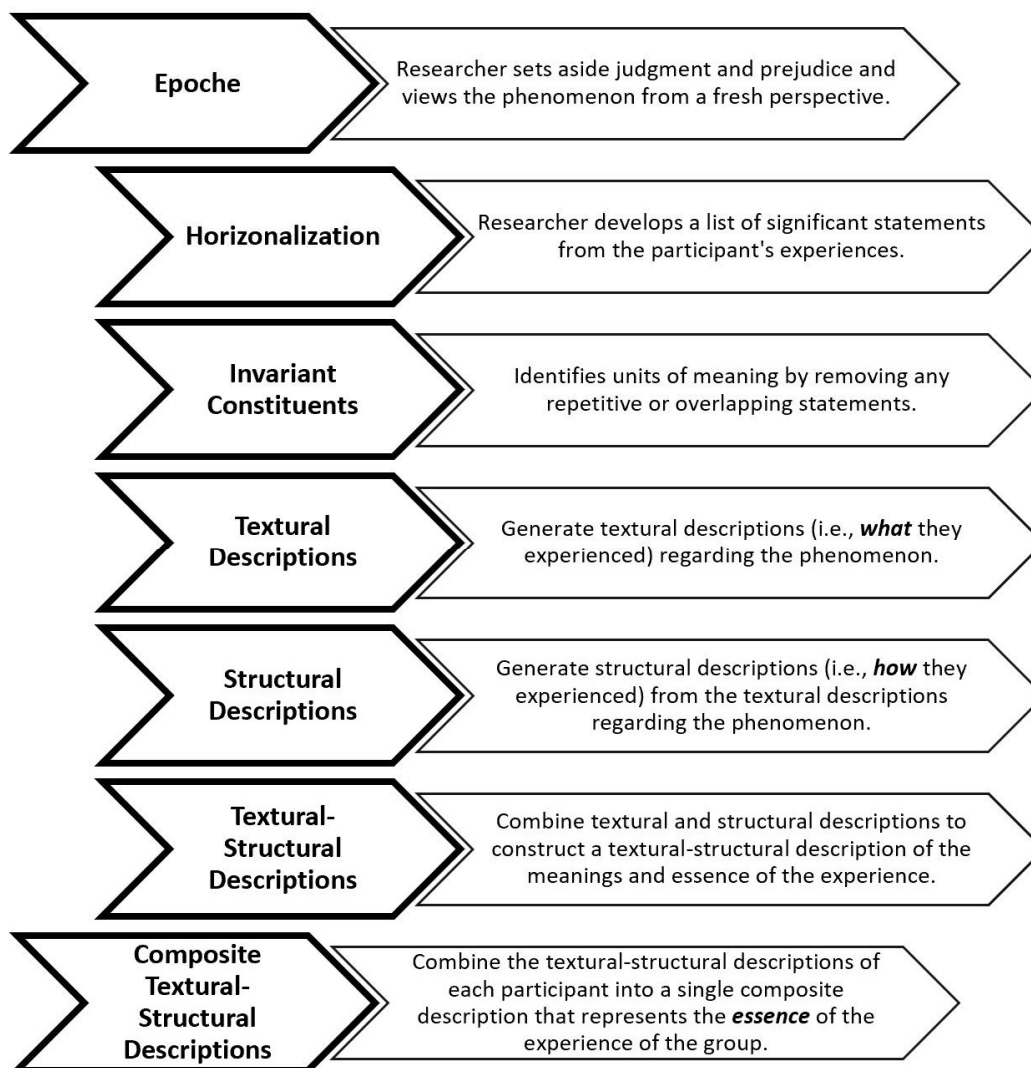 Epoche
Researcher sets aside judgment and prejudice and
views the phenomenon from a fresh perspective.
Horizonalization
Researcher develops a list of significant statements
from the participant's experiences.
Invariant
Constituents
Identifies units of meaning by removing any
repetitive or overlapping statements.
Textural
Descriptions
Generate textural descriptions (i.e., what they
experienced) regarding the phenomenon.
Structural
Descriptions
Generate structural descriptions (i.e., how they
experienced) from the textural descriptions
regarding the phenomenon.
Textural-
Structural
Descriptions
Combine textural and structural descriptions to
construct a textural-structural description of the
meanings and essence of the experience.
Composite
Textural-
Structural
Descriptions
Combine the textural-structural descriptions of
each participant into a single composite
description that represents the essence of the
experience of the group.